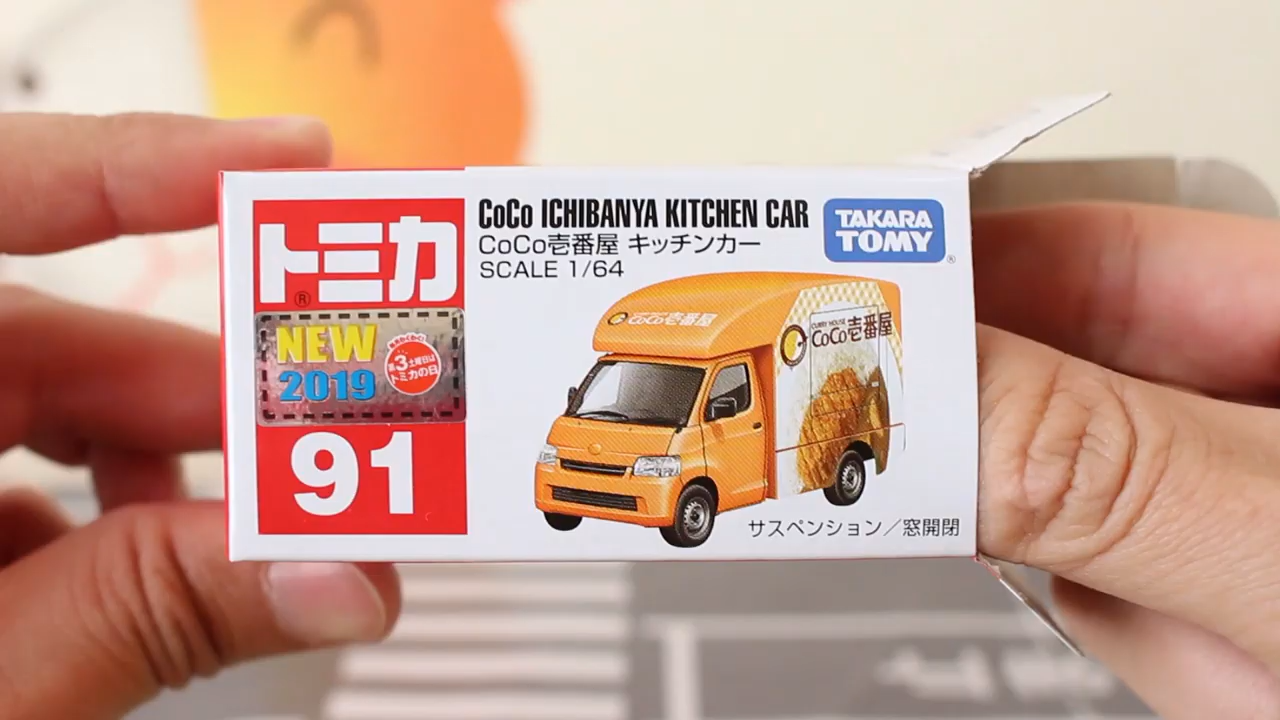 トミカ
®
NEW
2019
第3土曜日は
トミカの日
91
CoCo ICHIBANYA KITCHEN CAR
CoCo壱番屋 キッチンカー
SCALE 1/64
TAKARA
TOMY
®
CoCo壱番屋
CURRY HOUSE
CoCo壱番屋
サスペンション／窓開閉